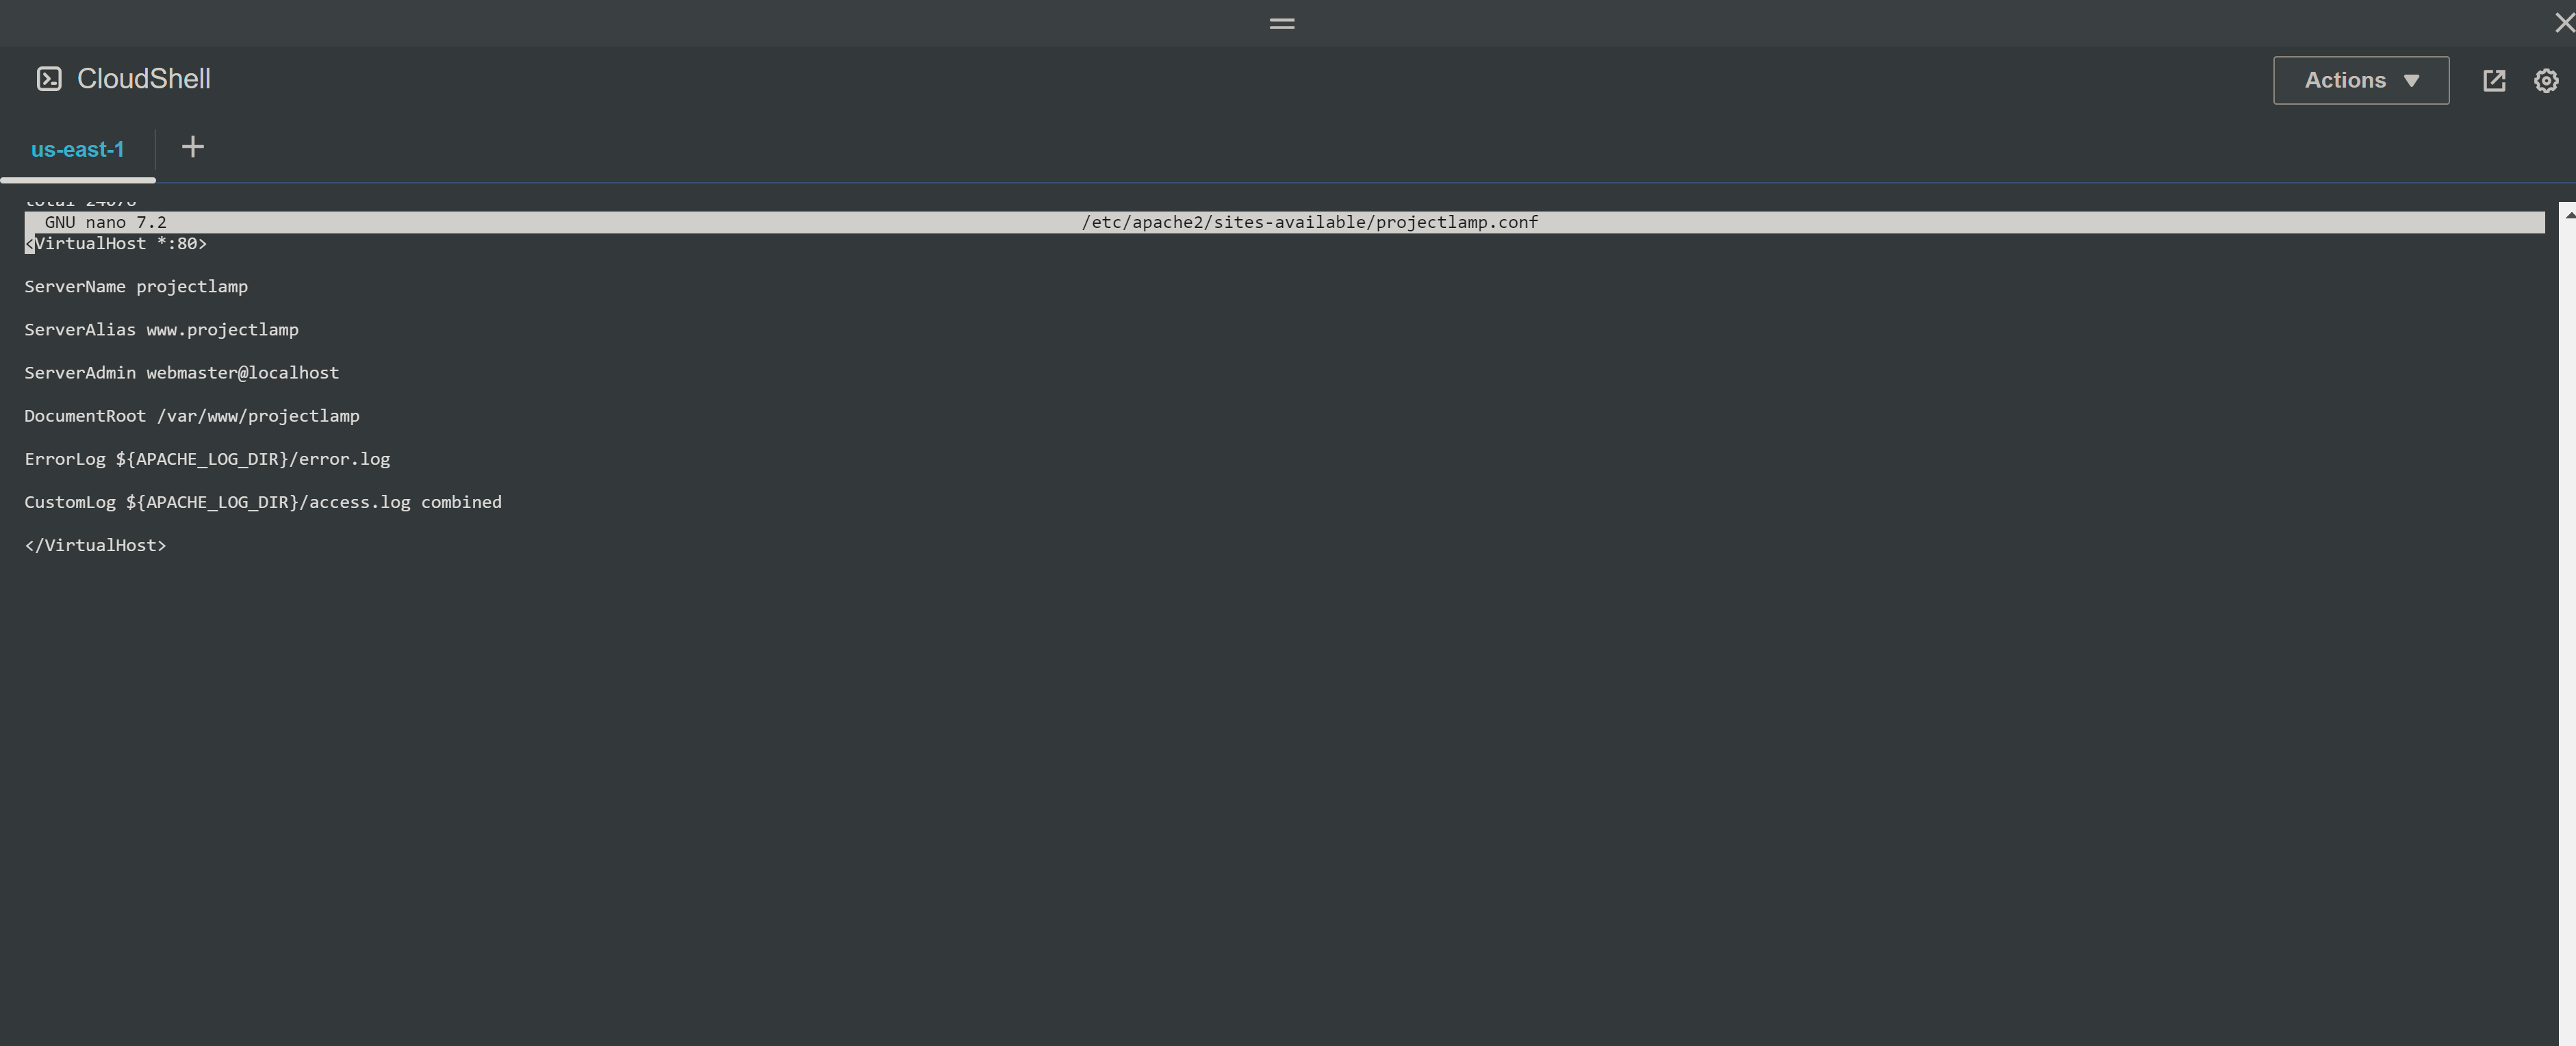 CloudShell
Actions
us-east-1
GNU nano 7.2 /etc/apache2/sites-available/projectlamp.conf
<VirtualHost *:80>
ServerName projectlamp
ServerAlias www.projectlamp
ServerAdmin webmaster@localhost
DocumentRoot /var/www/projectlamp
ErrorLog ${APACHE_LOG_DIR}/error.log
CustomLog ${APACHE_LOG_DIR}/access.log combined
</VirtualHost>